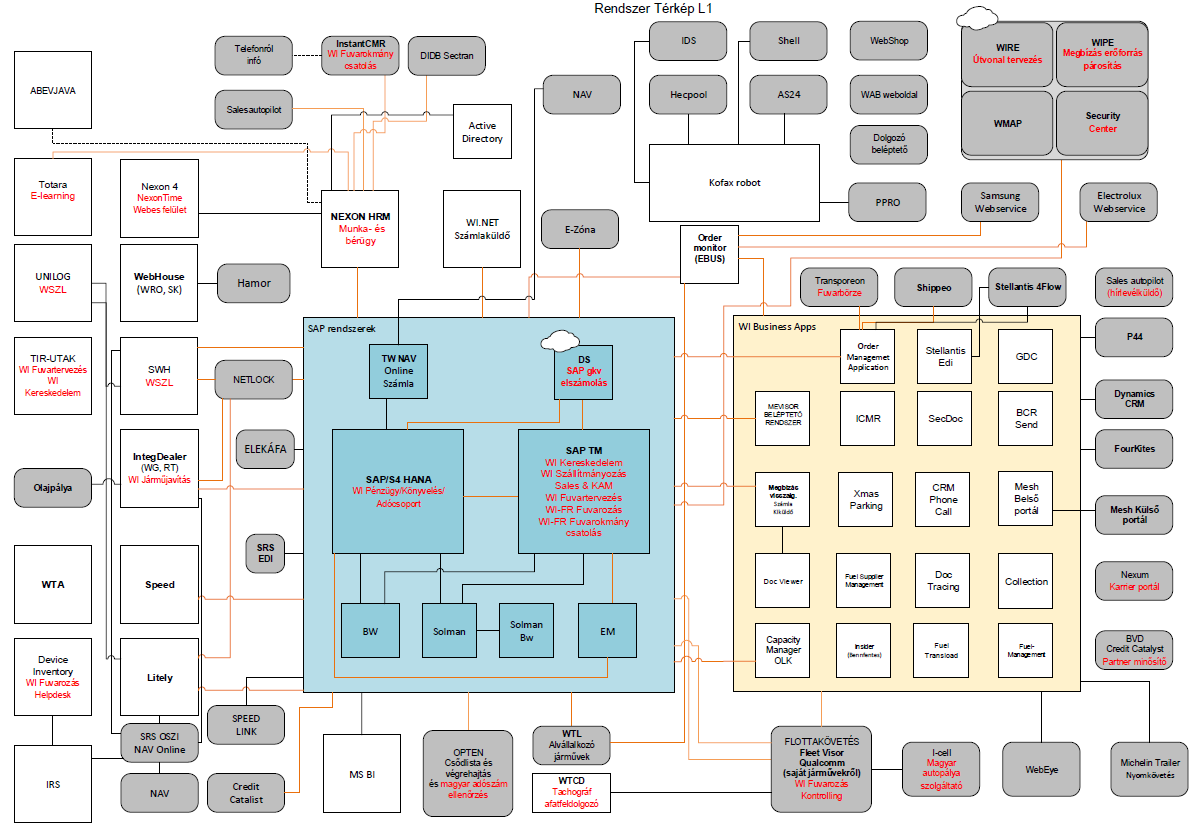 Rendszer Térkép L1
ABEVJAVA
Telefonról
infó
InstantCMR
WI Fuvarokmány
csatolás
DIDB Sectran
Salesautopilot
Active
Directory
NAV
IDS
Shell
WebShop
Hecpool
AS24
WAB weboldal
Dolgozó
beléptető
Kofax robot
PPRO
WIRE
Útvonal tervezés
WIPE
Megbízás erőforrás
párosítás
WMAP
Security
Center
Totara
E-learning
Nexon 4
NexonTime
Webes felület
NEXON HRM
Munka- és
bérügy
WI.NET
Számlaküldő
E-Zóna
Order
monitor
(EBUS)
Samsung
Webservice
Electrolux
Webservice
UNILOG
WSZL
WebHouse
(WRO, SK)
Hamor
Transporeon
Fuvarbörze
Shippeo
Stellantis 4Flow
Sales autopilot
(hírevélküldő)
TIR-UTAK
WI Fuvartervezés
WI
Kereskedelem
SWH
WSZL
NETLOCK
SAP rendszerek
TW NAV
Online
Számla
DS
SAP gkv
elszámolás
WI Business Apps
Order
Managemet
Application
Stellantis
Edi
GDC
P44
MEVISOR
BELÉPTETŐ
RENDSZER
ICMR
SecDoc
BCR
Send
Dynamics
CRM
Olajpálya
IntegDealer
(WG, RT)
WI Járműjavítás
ELEKÁFA
SAP/S4 HANA
WI Pénzügy/Könyvelés/
Adócsoport
SAP TM
WI Kereskedelem
WI Szállítmányozás
Sales & KAM
WI Fuvartervezés
WI-FR Fuvarozás
WI-FR Fuvarokmány
csatolás
FourKites
Megbízás
visszaig,
Számla
Kiküldő
Xmas
Parking
CRM
Phone
Call
Mesh
Belső
portál
Mesh Külső
portál
WTA
Speed
SRS
EDI
Doc Viewer
Fuel Supplier
Management
Doc
Tracing
Collection
Nexum
Karrier portál
BW
Solman
Solman
Bw
EM
Capacity
Manager
OLK
Insider
(Bennfentes)
Fuel
Transload
Fuel-
Management
BVD
Credit Catalyst
Partner minősítő
Device
Inventory
WI Fuvarozás
Helpdesk
Litely
SPEED
LINK
SRS OSZI
NAV Online
IRS
NAV
Credit
Catalist
MS BI
OPTEN
Csődlista és
végrehajtás
és magyar adószám
ellenőrzés
WTL
Alvállalkozó
járművek
WTCD
Tachográf
afatfeldolgozó
FLOTTAKÖVETÉS
Fleet Visor
Qualcomm
(saját járművekről)
WI Fuvarozás
Kontrolling
I-cell
Magyar
autópálya
szolgáltató
WebEye
Michelin Trailer
Nyomkövetés